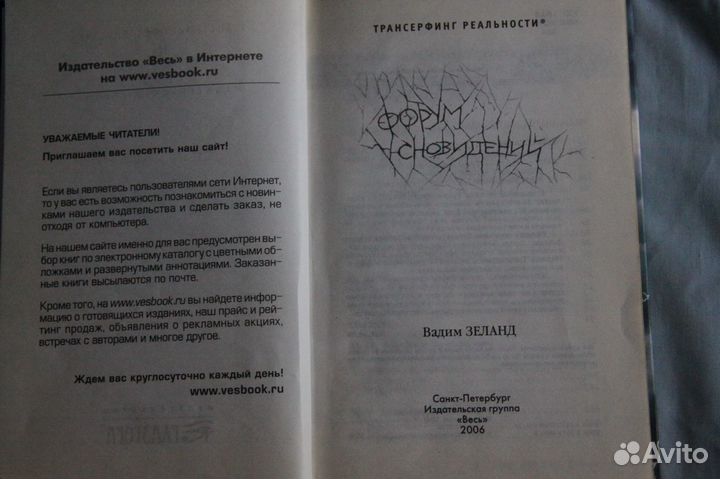 Издательство «Весь» в Интернете
на www.vesbook.ru
УВАЖАЕМЫЕ ЧИТАТЕЛИ!
Приглашаем вас посетить наш сайт!
Если вы являетесь пользователями сети Интернет,
то у вас есть возможность познакомиться с новин-
ками нашего издательства и сделать заказ, не
отходя от компьютера.
На нашем сайте именно для вас предусмотрен вы-
бор книг по электронному каталогу с цветными об-
ложками и развернутыми аннотациями. Заказан-
ные книги высылаются по почте.
Кроме того, на www.vesbook.ru вы найдете инфор-
мацию о готовящихся изданиях, наш прайс и рей-
тинг продаж, объявления о рекламных акциях,
встречах с авторами и многое другое.
Ждем вас круглосуточно каждый день!
www.vesbook.ru
ТРАНСЕРФИНГ РЕАЛЬНОСТИ®
ФОРУМ
СНОВИДЕНИЙ
Вадим ЗЕЛАНД
Санкт-Петербург
Издательская группа
«Весь»
2006
Avito